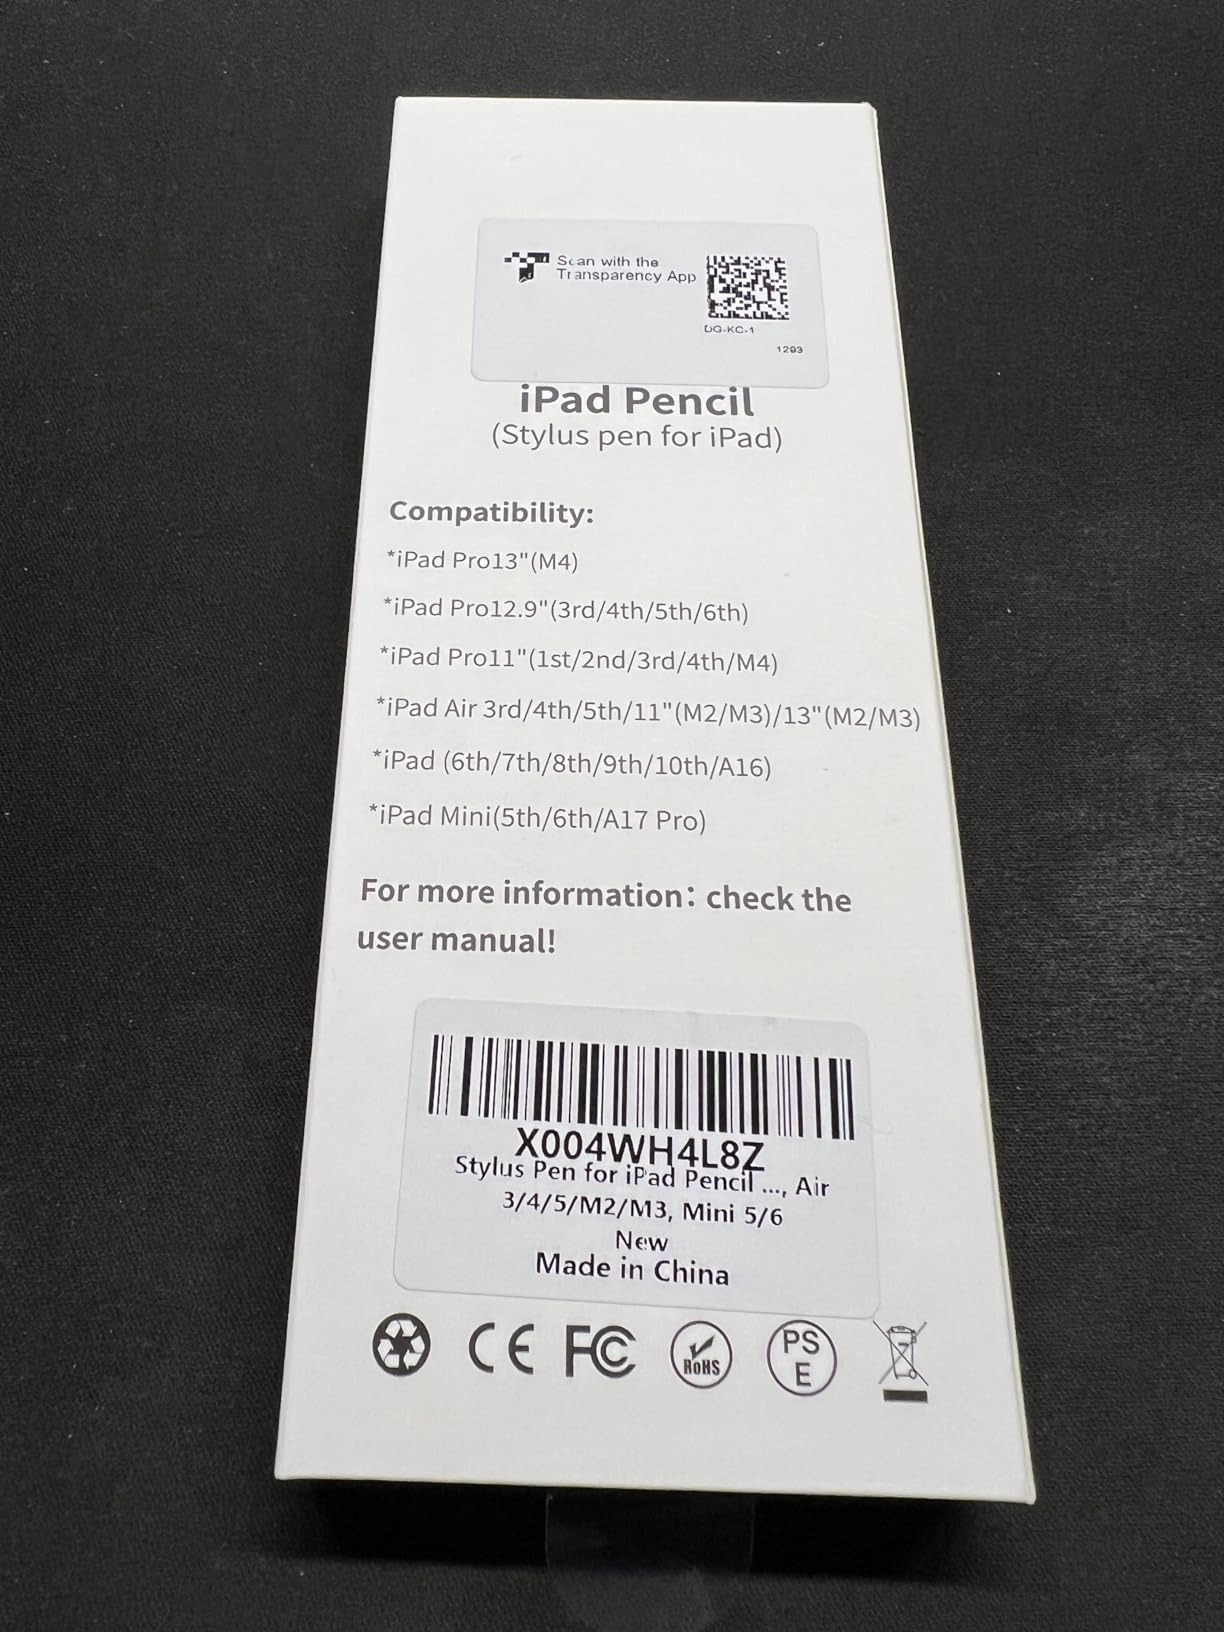 Scan with the
Transparency App
DG-KC-1
1293
iPad Pencil
(Stylus pen for iPad)
Compatibility:
*iPad Pro13"(M4)
*iPad Pro12.9"(3rd/4th/5th/6th)
*iPad Pro11"(1st/2nd/3rd/4th/M4)
*iPad Air 3rd/4th/5th/11"(M2/M3)/13"(M2/M3)
*iPad (6th/7th/8th/9th/10th/A16)
*iPad Mini(5th/6th/A17 Pro)
For more information: check the
user manual!
X004WH4L8Z
Stylus Pen for iPad Pencil ..., Air
3/4/5/M2/M3, Mini 5/6
New
Made in China
CE FC RoHS PS
E